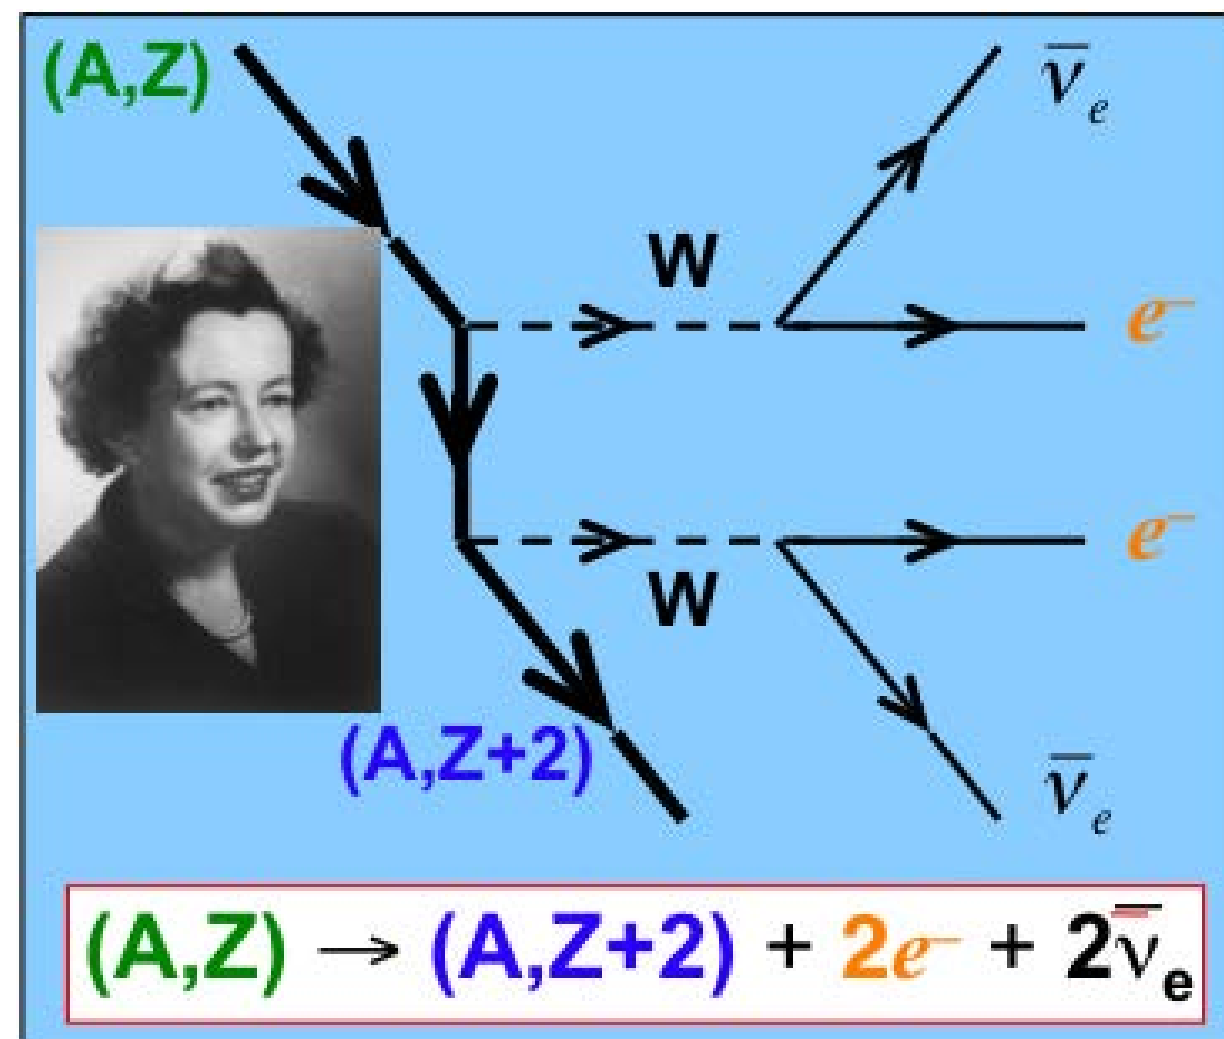 (A,Z)
ν̅e
W
e⁻
e⁻
W
(A,Z+2)
ν̅e
(A,Z) → (A,Z+2) + 2e⁻ + 2ν̅e